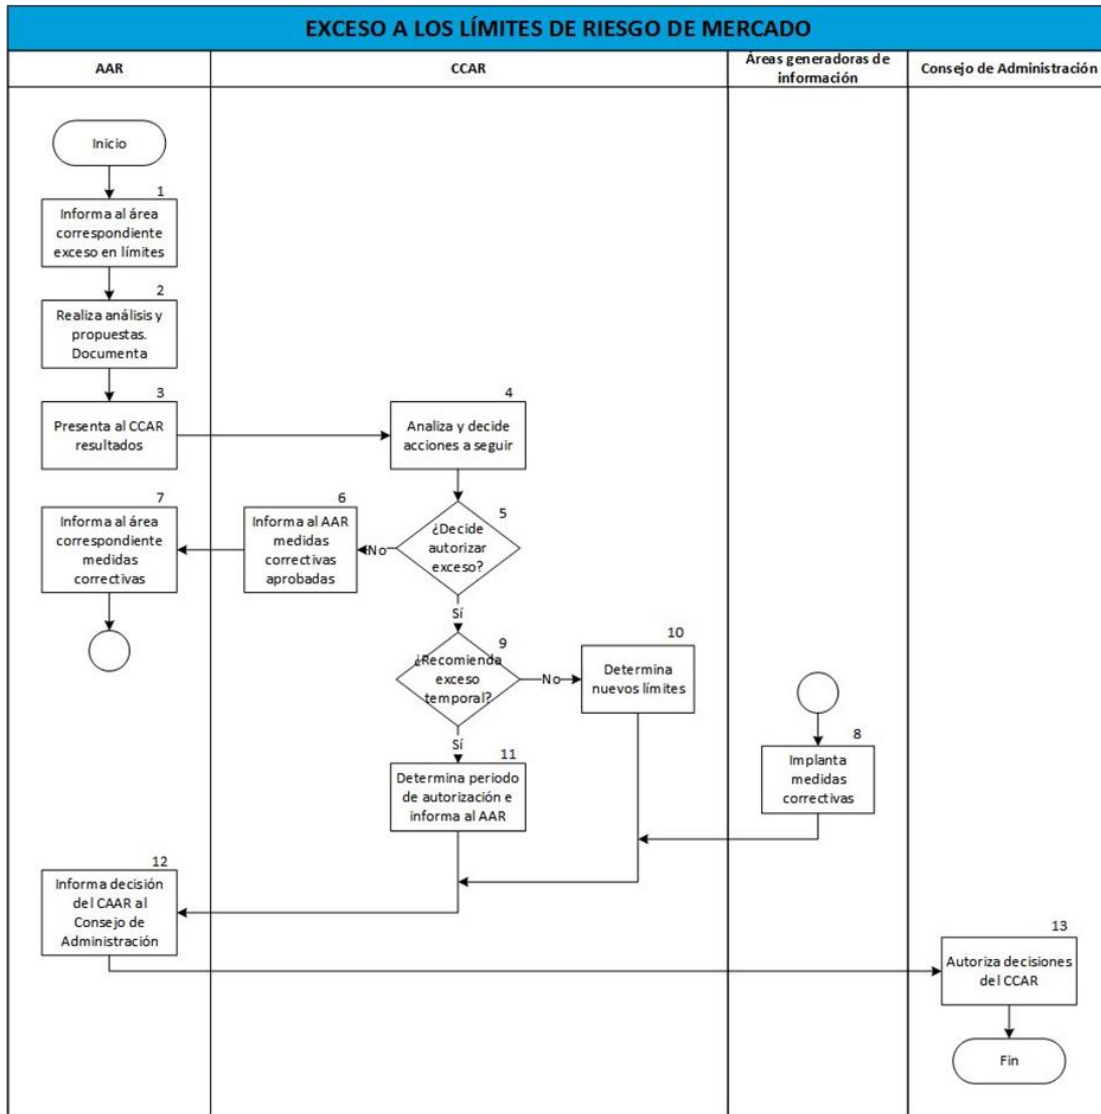 EXCESO A LOS LÍMITES DE RIESGO DE MERCADO
AAR
CCAR
Áreas generadoras de
información
Consejo de Administración
Inicio
1
Informa al área
correspondiente
exceso en límites
2
Realiza análisis y
propuestas.
Documenta
3
Presenta al CCAR
resultados
4
Analiza y decide
acciones a seguir
5
¿Decide
autorizar
exceso?
No
Sí
6
Informa al AAR
medidas
correctivas
aprobadas
7
Informa al área
correspondiente
medidas
correctivas
8
Implanta
medidas
correctivas
9
¿Recomienda
exceso
temporal?
No
Sí
10
Determina
nuevos límites
11
Determina periodo
de autorización e
informa al AAR
12
Informa decisión
del CAAR al
Consejo de
Administración
13
Autoriza decisiones
del CCAR
Fin